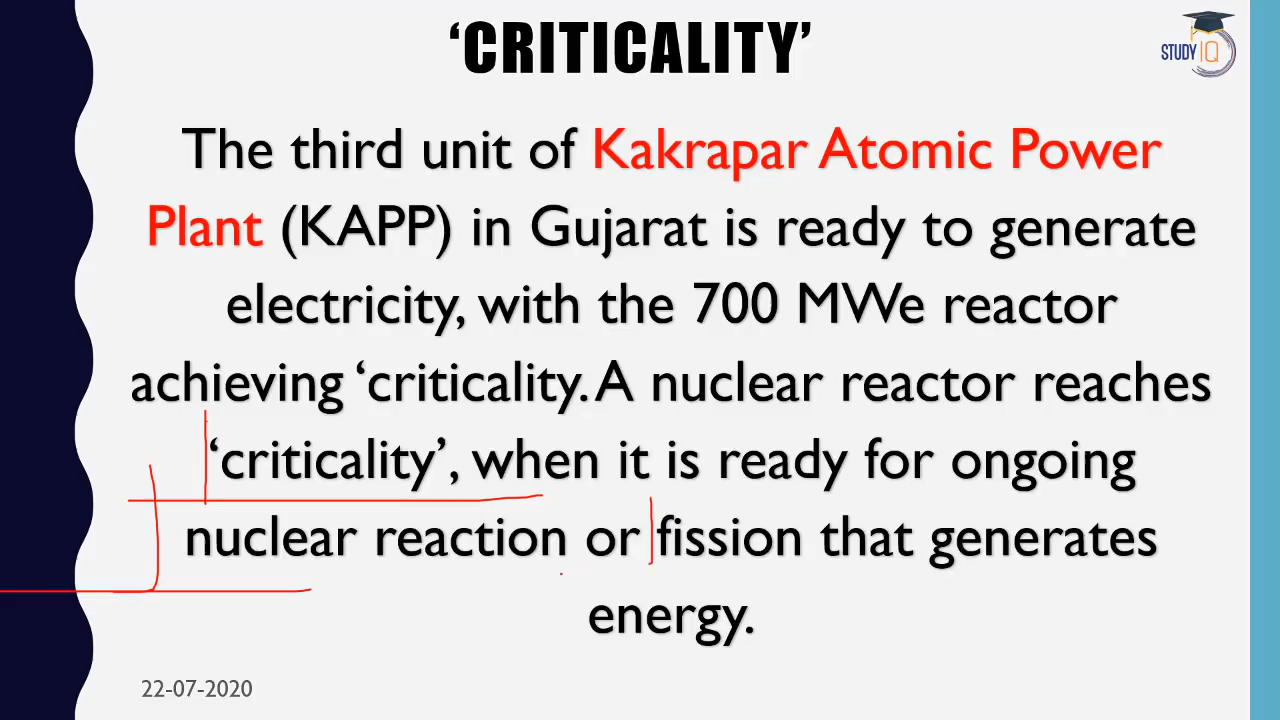 ‘CRITICALITY’
STUDY IQ
The third unit of Kakrapar Atomic Power
Plant (KAPP) in Gujarat is ready to generate
electricity, with the 700 MWe reactor
achieving ‘criticality. A nuclear reactor reaches
‘criticality’, when it is ready for ongoing
nuclear reaction or fission that generates
energy.
22-07-2020